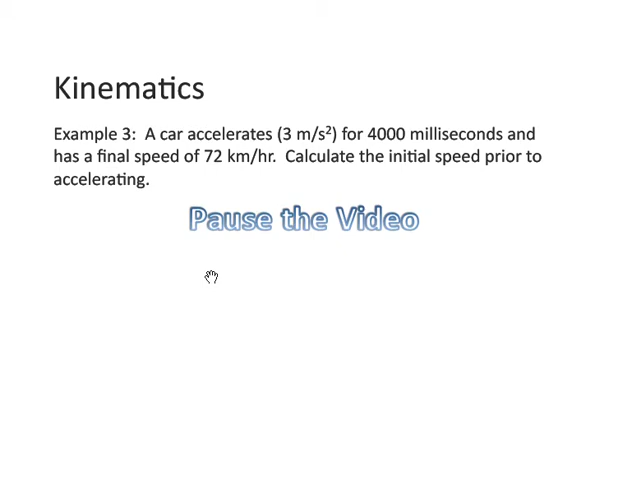 Kinematics
Example 3:  A car accelerates (3 m/s²) for 4000 milliseconds and
has a final speed of 72 km/hr.  Calculate the initial speed prior to
accelerating.
Pause the Video